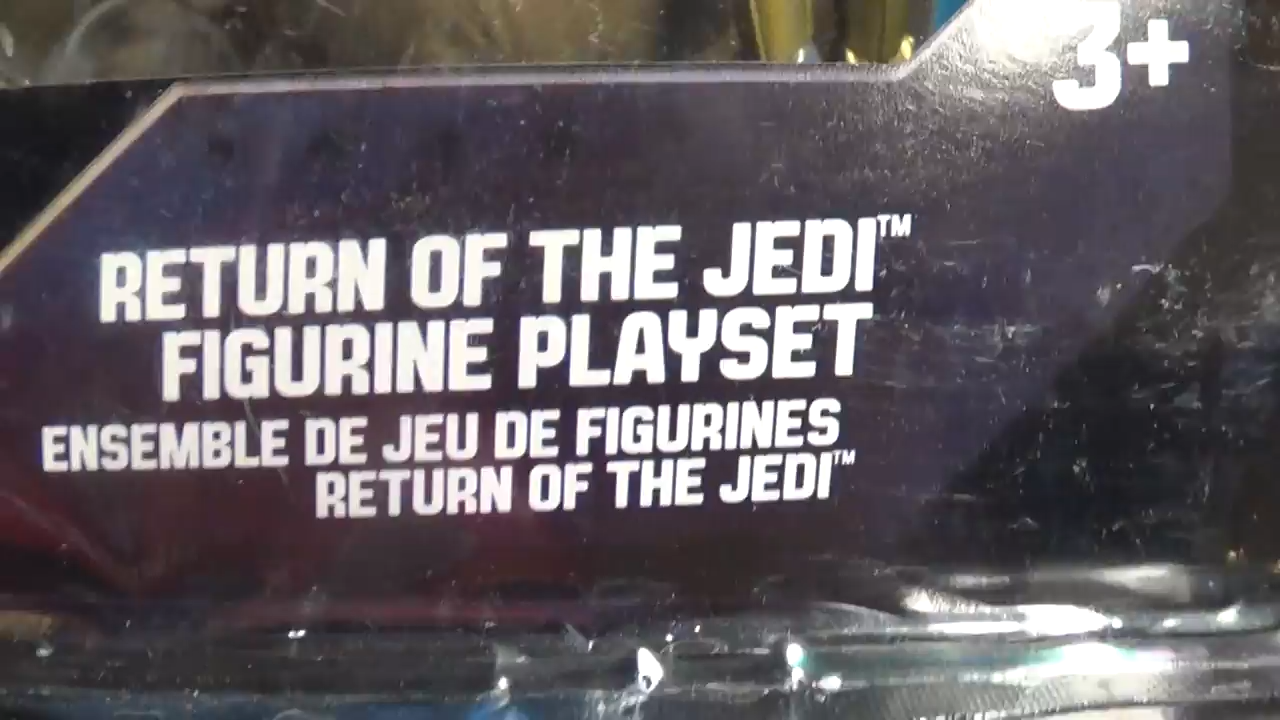 3+
RETURN OF THE JEDI™
FIGURINE PLAYSET
ENSEMBLE DE JEU DE FIGURINES
RETURN OF THE JEDI™